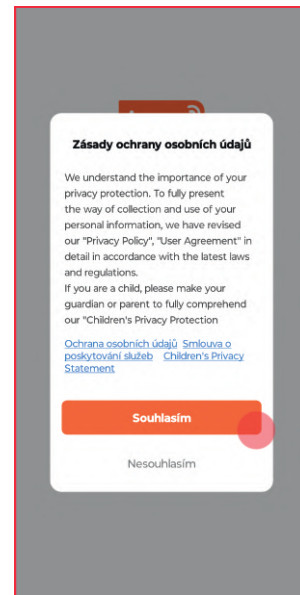 Zásady ochrany osobních údajů
We understand the importance of your
privacy protection. To fully present
the way of collection and use of your
personal information, we have revised
our "Privacy Policy", "User Agreement" in
detail in accordance with the latest laws
and regulations.
If you are a child, please make your
guardian or parent to fully comprehend
our "Children's Privacy Protection
Ochrana osobních údajů Smlouva o
poskytování služeb Children's Privacy
Statement
Souhlasím
Nesouhlasím